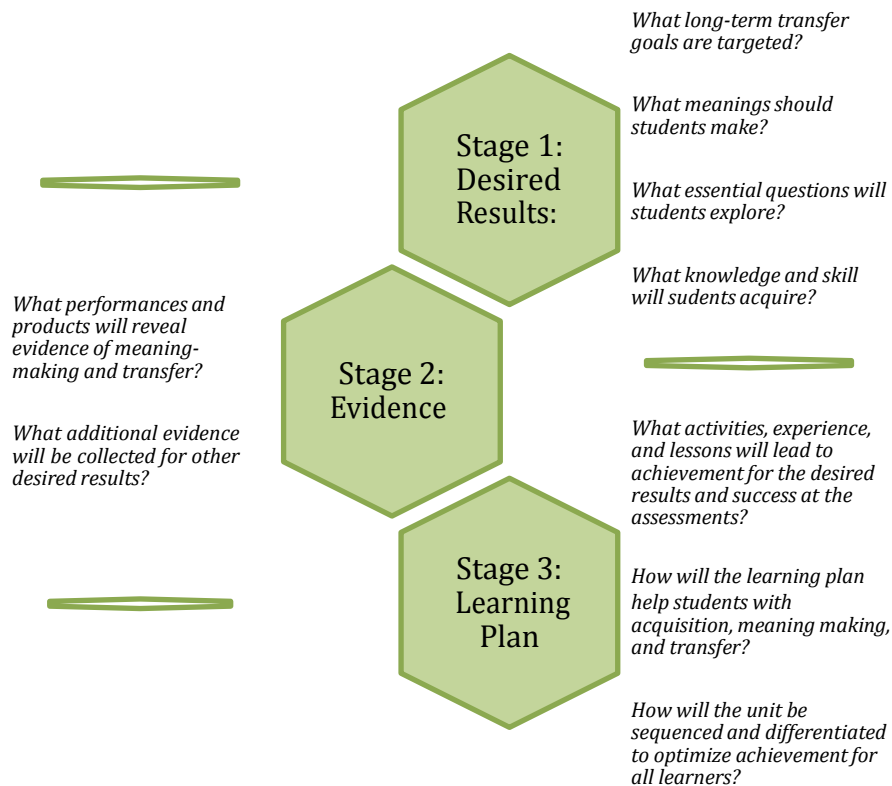 What long-term transfer
goals are targeted?
What meanings should
students make?
What essential questions will
students explore?
What knowledge and skill
will sudents acquire?
Stage 1:
Desired
Results:
What performances and
products will reveal
evidence of meaning-
making and transfer?
What additional evidence
will be collected for other
desired results?
Stage 2:
Evidence
What activities, experience,
and lessons will lead to
achievement for the desired
results and success at the
assessments?
How will the learning plan
help students with
acquisition, meaning making,
and transfer?
How will the unit be
sequenced and differentiated
to optimize achievement for
all learners?
Stage 3:
Learning
Plan